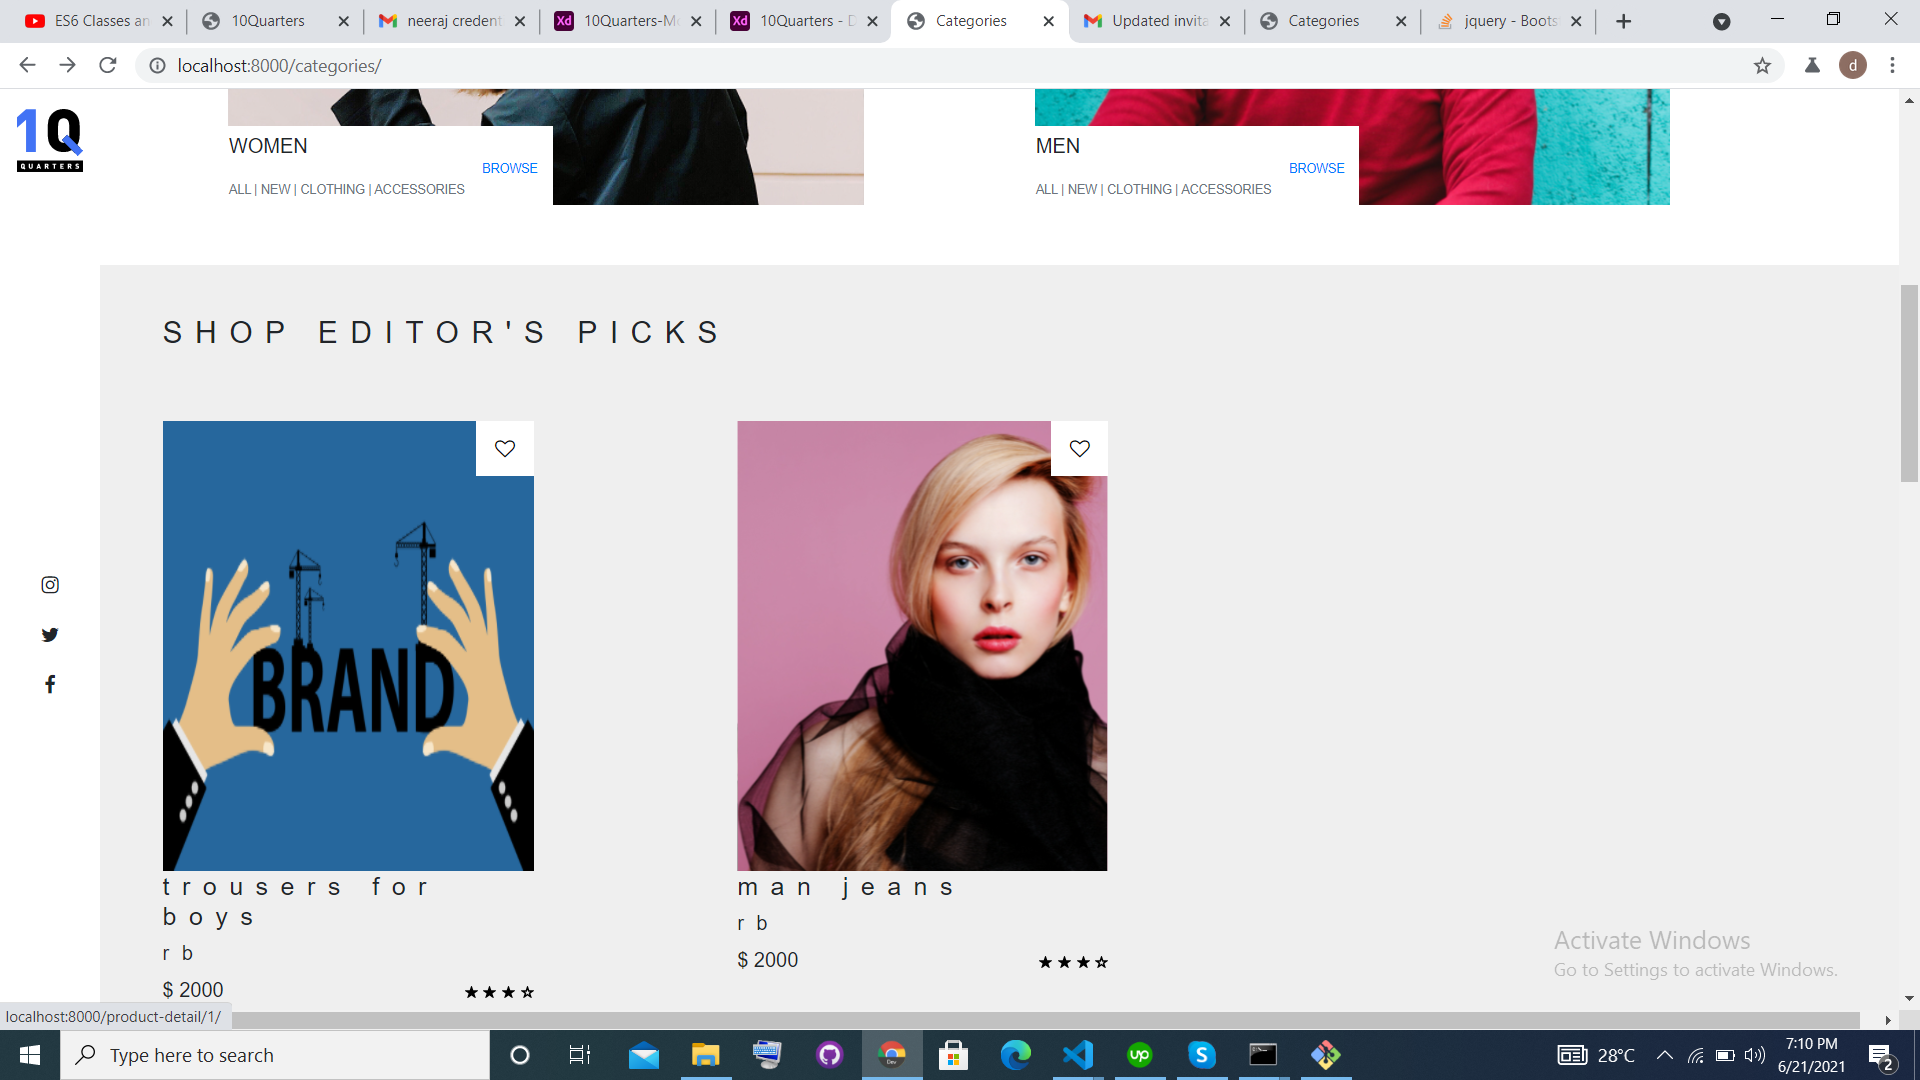 ES6 Classes an
10Quarters
neeraj credent
10Quarters-Mo
10Quarters - D
Categories
Updated invita
Categories
jquery - Boots
localhost:8000/categories/
d
1Q
QUARTERS
WOMEN
BROWSE
ALL | NEW | CLOTHING | ACCESSORIES
MEN
BROWSE
ALL | NEW | CLOTHING | ACCESSORIES
SHOP EDITOR'S PICKS
BRAND
trousers for
boys
r b
$ 2000
man jeans
r b
$ 2000
Activate Windows
Go to Settings to activate Windows.
localhost:8000/product-detail/1/
Type here to search
28°C
7:10 PM
6/21/2021
2